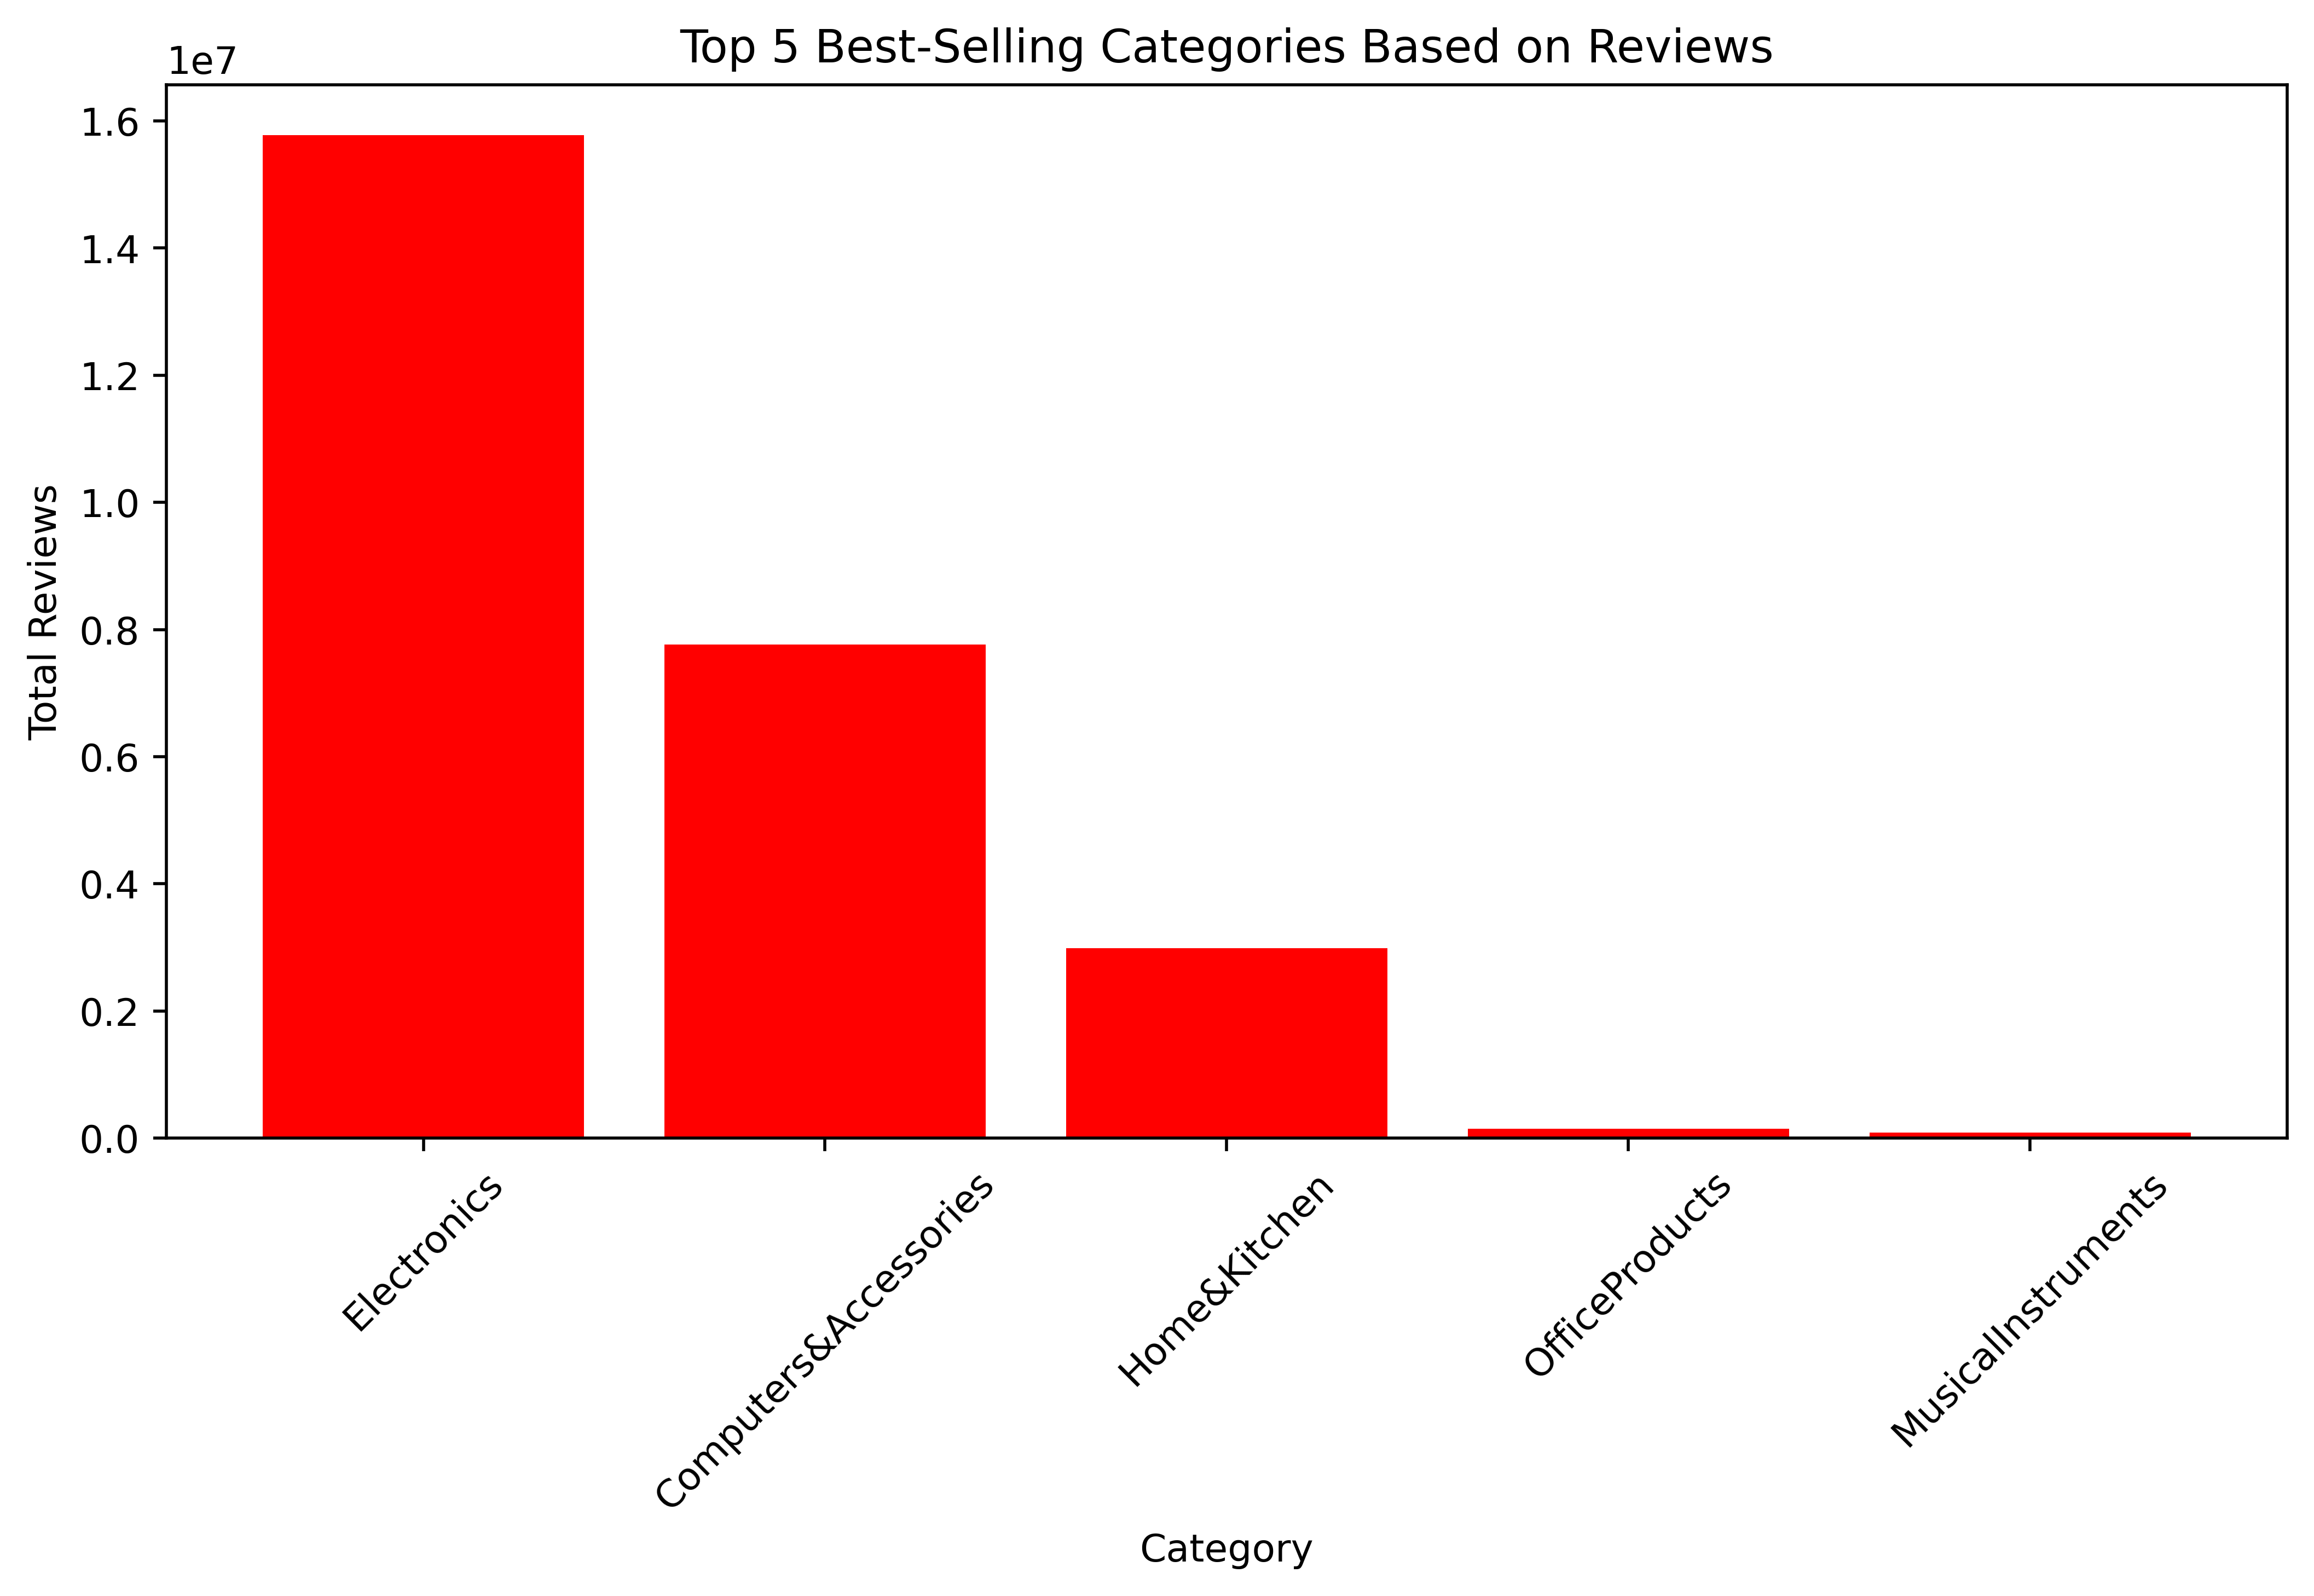 Top 5 Best-Selling Categories Based on Reviews
1e7
1.6
1.4
1.2
1.0
0.8
0.6
0.4
0.2
0.0
Total Reviews
Electronics
Computers&Accessories
Home&Kitchen
OfficeProducts
MusicalInstruments
Category